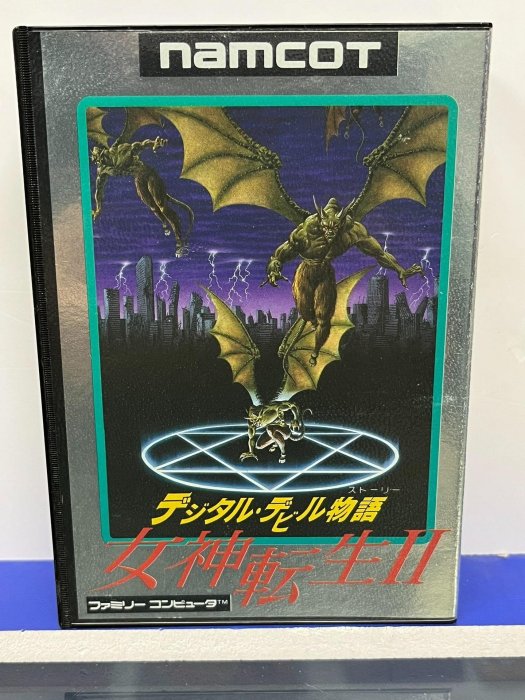 namcoT
ストーリー
デジタル・デビル物語
女神転生II
ファミリー コンピュータ™